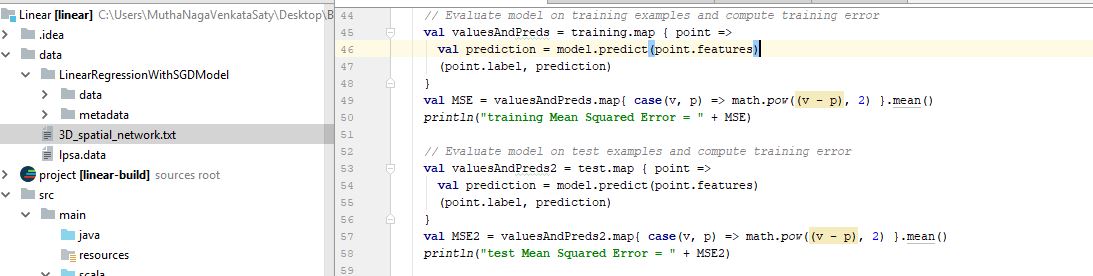 Linear [linear] C:\Users\MuthaNagaVenkataSaty\Desktop\B
.idea
data
LinearRegressionWithSGDModel
data
metadata
3D_spatial_network.txt
lpsa.data
project [linear-build] sources root
src
main
java
resources
scala
44 // Evaluate model on training examples and compute training error
45 val valuesAndPreds = training.map { point =>
46 val prediction = model.predict(point.features)
47 (point.label, prediction)
48 }
49 val MSE = valuesAndPreds.map{ case(v, p) => math.pow((v - p), 2) }.mean()
50 println("training Mean Squared Error = " + MSE)
51
52 // Evaluate model on test examples and compute training error
53 val valuesAndPreds2 = test.map { point =>
54 val prediction = model.predict(point.features)
55 (point.label, prediction)
56 }
57 val MSE2 = valuesAndPreds2.map{ case(v, p) => math.pow((v - p), 2) }.mean()
58 println("test Mean Squared Error = " + MSE2)
59